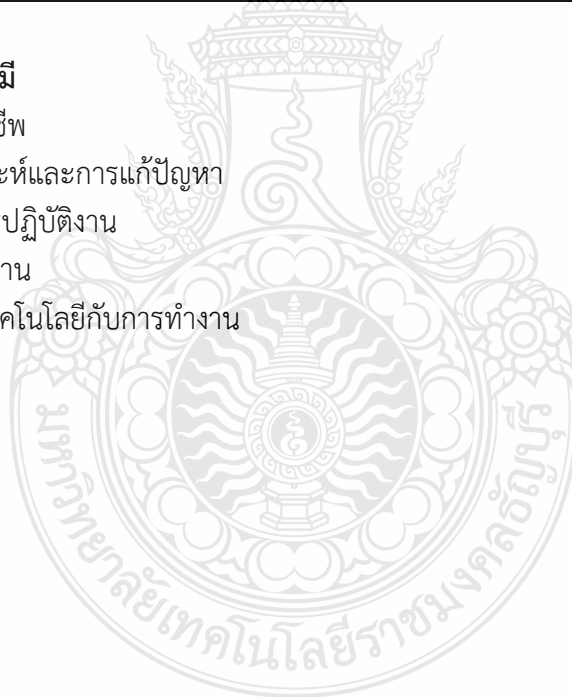 มี
ชีพ
ะห์และการแก้ปัญหา
รปฏิบัติงาน
าน
คโนโลยีกับการทำงาน
มหาวิทยาลัยเทคโนโลยีราชมงคลธัญบุรี